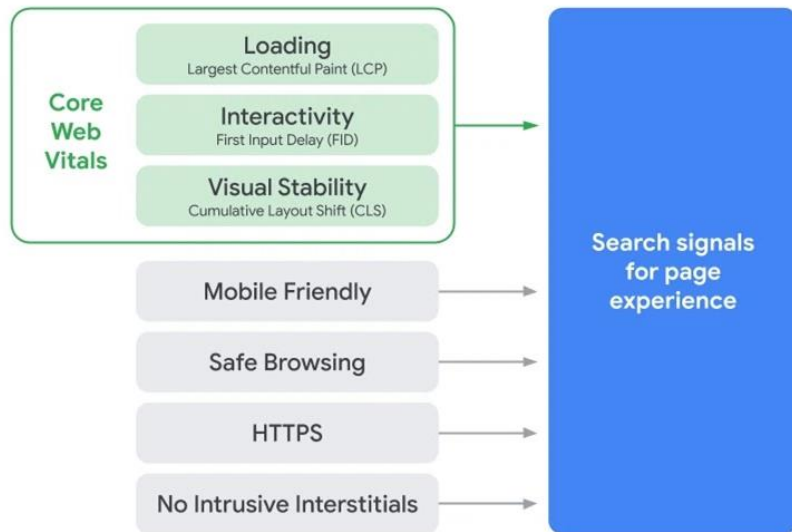 Core
Web
Vitals
Loading
Largest Contentful Paint (LCP)
Interactivity
First Input Delay (FID)
Visual Stability
Cumulative Layout Shift (CLS)
Mobile Friendly
Safe Browsing
HTTPS
No Intrusive Interstitials
Search signals
for page
experience